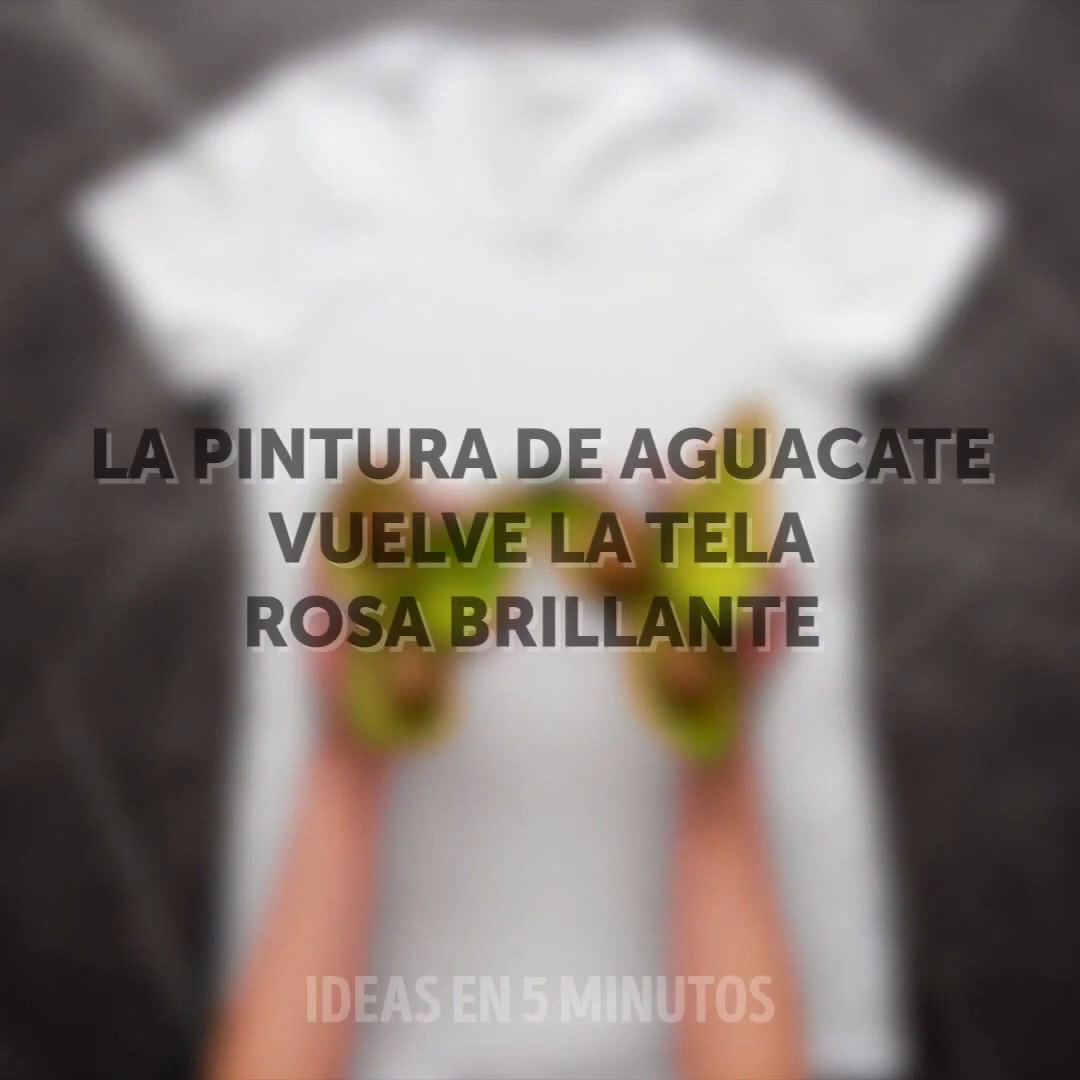 LA PINTURA DE AGUACATE
VUELVE LA TELA
ROSA BRILLANTE
IDEAS EN 5 MINUTOS